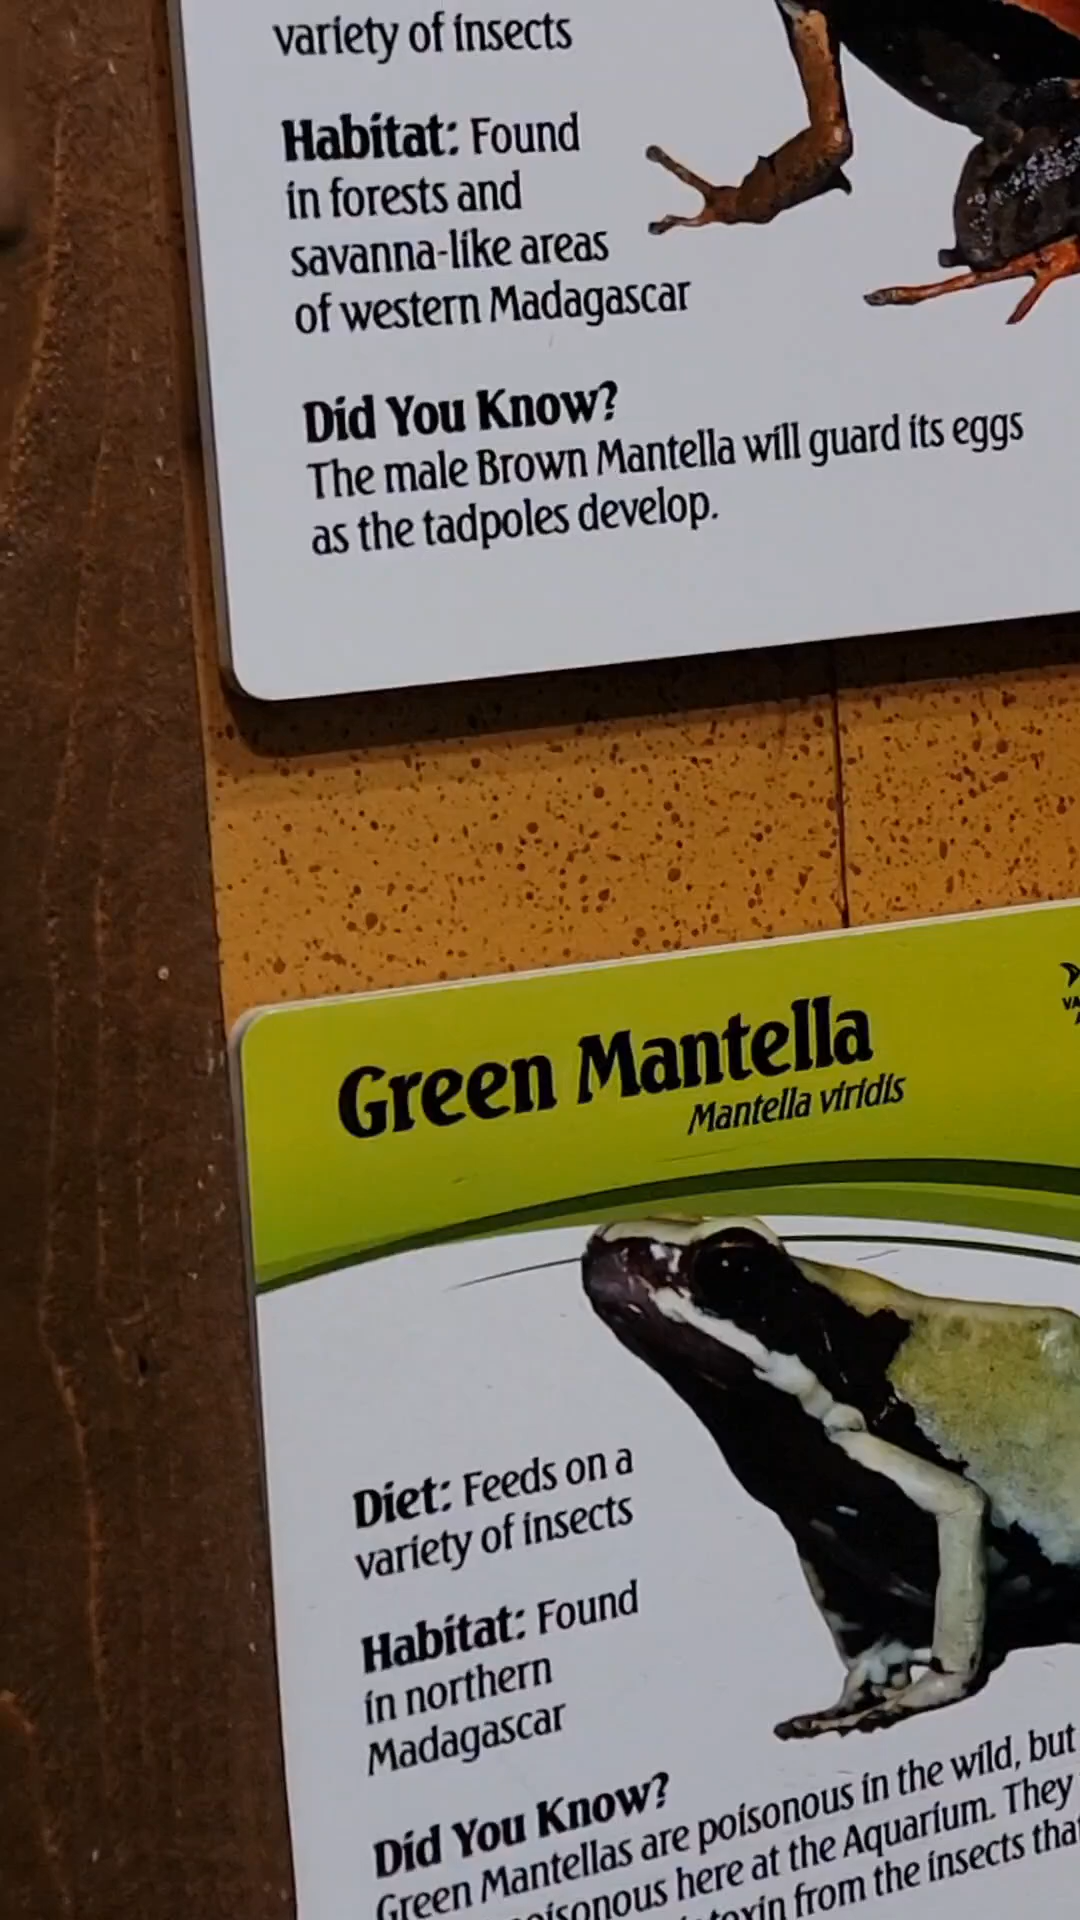 variety of insects
Habitat: Found
in forests and
savanna-like areas
of western Madagascar
Did You Know?
The male Brown Mantella will guard its eggs
as the tadpoles develop.
Green Mantella
Mantella viridis
Diet: Feeds on a
variety of insects
Habitat: Found
in northern
Madagascar
Did You Know?
Green Mantellas are poisonous in the wild, but
poisonous here at the Aquarium. They
toxin from the insects that